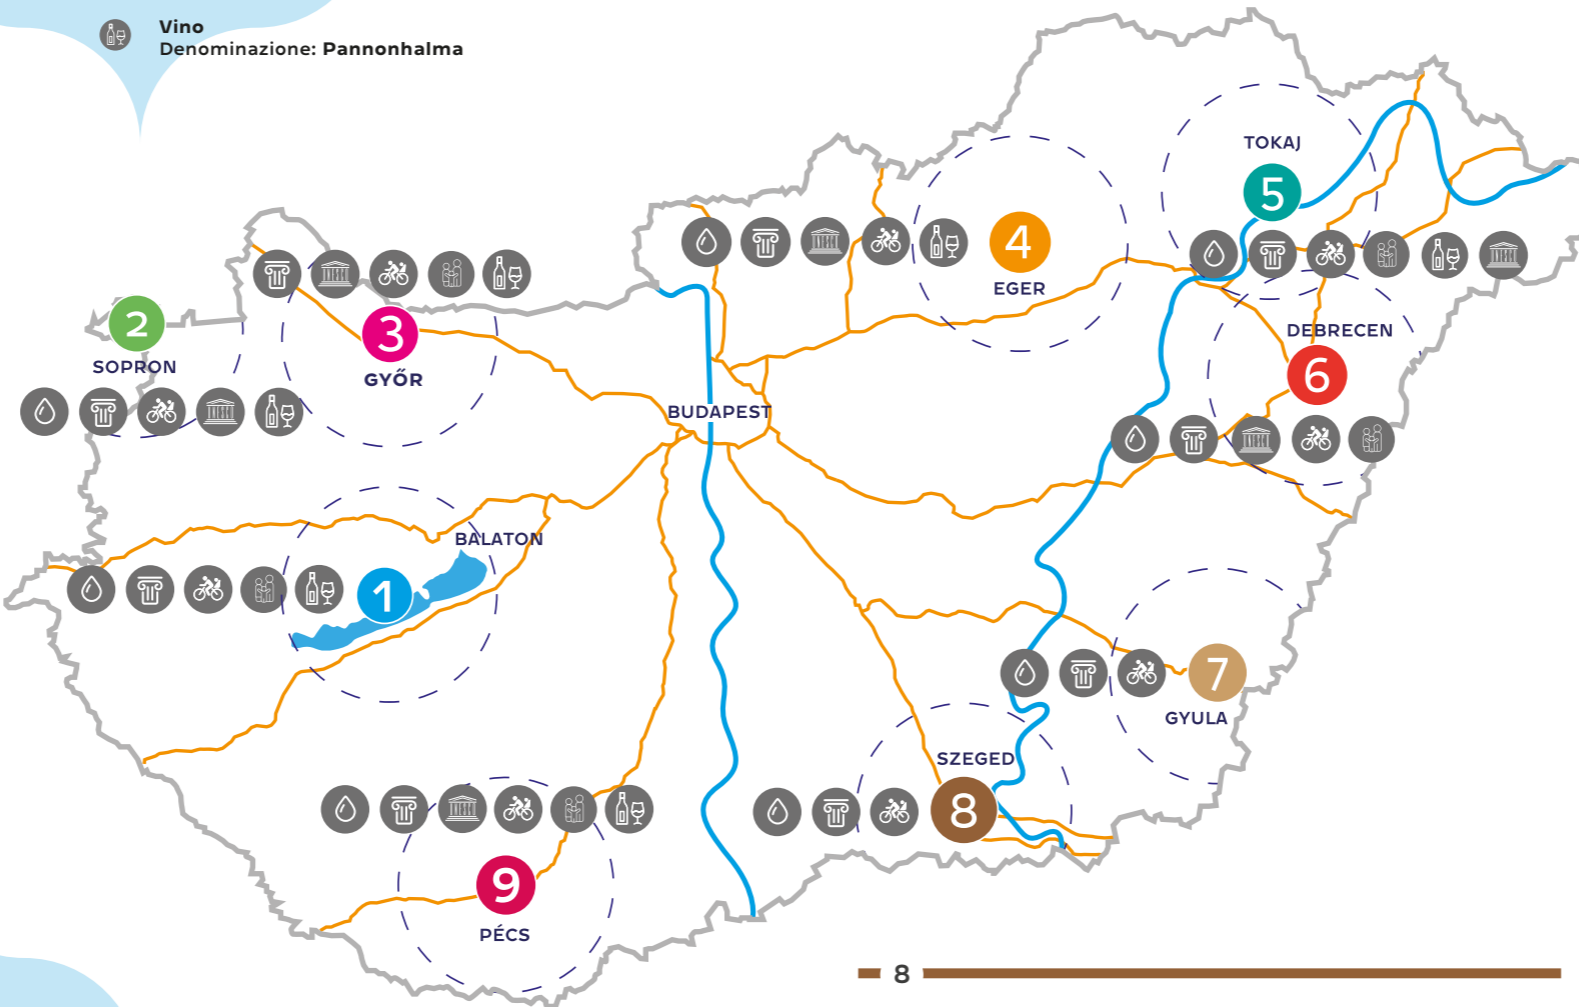 Vino
Denominazione: Pannonhalma
TOKAJ
5
4
EGER
2
SOPRON
3
GYŐR
DEBRECEN
6
BUDAPEST
BALATON
1
7
GYULA
SZEGED
8
9
PÉCS
8